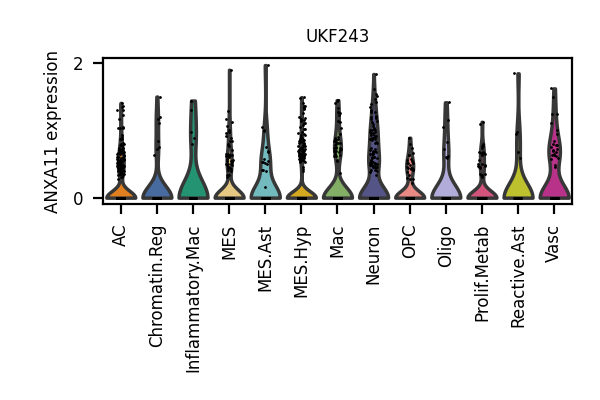 UKF243
ANXA11 expression
2
0
AC
Chromatin.Reg
Inflammatory.Mac
MES
MES.Ast
MES.Hyp
Mac
Neuron
OPC
Oligo
Prolif.Metab
Reactive.Ast
Vasc